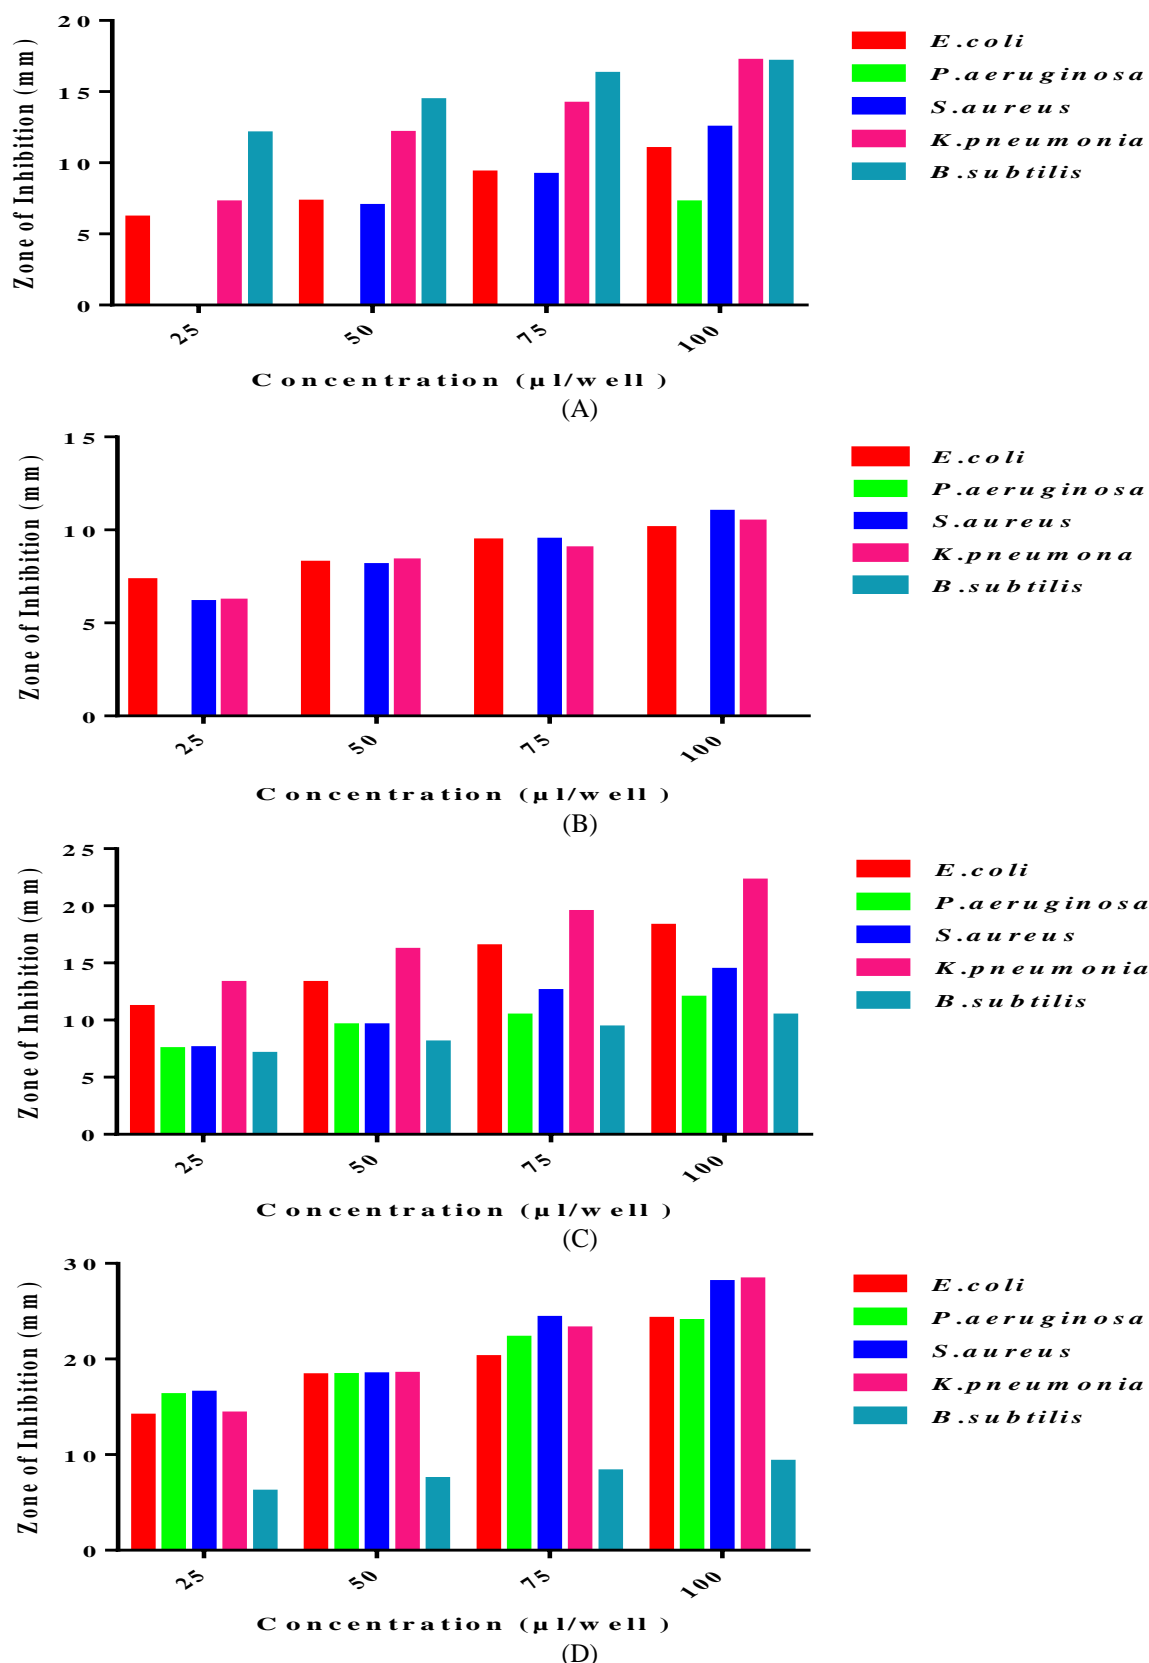 Zone of Inhibition (mm)
20
15
10
5
0
25
50
75
100
Concentration (µl/well )
E.coli
P.aeruginosa
S.aureus
K.pneumonia
B.subtilis
(A)
Zone of Inhibition (mm)
15
10
5
0
25
50
75
100
Concentration (µl/well )
E.coli
P.aeruginosa
S.aureus
K.pneumona
B.subtilis
(B)
Zone of Inhibition (mm)
25
20
15
10
5
0
25
50
75
100
Concentration (µl/well )
E.coli
P.aeruginosa
S.aureus
K.pneumonia
B.subtilis
(C)
Zone of Inhibition (mm)
30
20
10
0
25
50
75
100
Concentration (µl/well )
E.coli
P.aeruginosa
S.aureus
K.pneumonia
B.subtilis
(D)